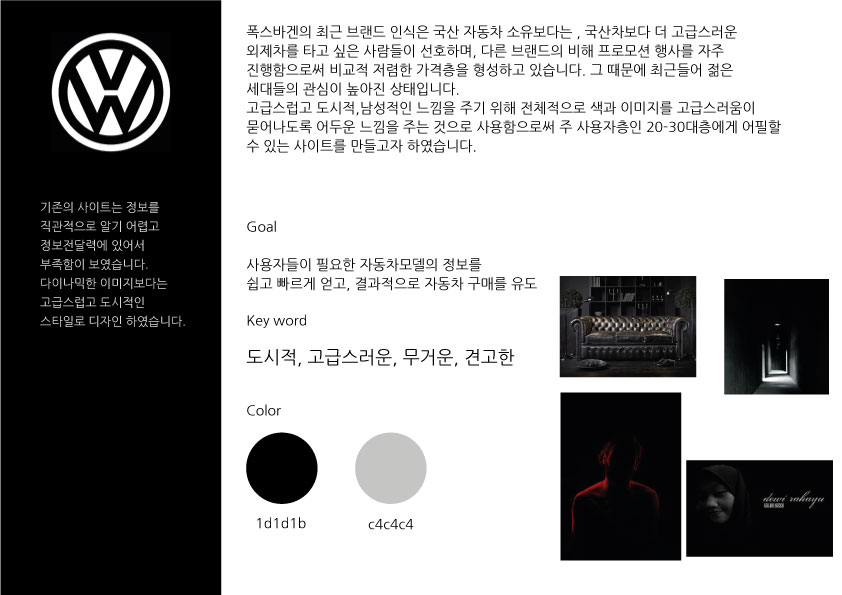 기존의 사이트는 정보를
직관적으로 알기 어렵고
정보전달력에 있어서
부족함이 보였습니다.
다이나믹한 이미지보다는
고급스럽고 도시적인
스타일로 디자인 하였습니다.
폭스바겐의 최근 브랜드 인식은 국산 자동차 소유보다는 , 국산차보다 더 고급스러운
외제차를 타고 싶은 사람들이 선호하며, 다른 브랜드의 비해 프로모션 행사를 자주
진행함으로써 비교적 저렴한 가격층을 형성하고 있습니다. 그 때문에 최근들어 젊은
세대들의 관심이 높아진 상태입니다.
고급스럽고 도시적,남성적인 느낌을 주기 위해 전체적으로 색과 이미지를 고급스러움이
묻어나도록 어두운 느낌을 주는 것으로 사용함으로써 주 사용자층인 20-30대층에게 어필할
수 있는 사이트를 만들고자 하였습니다.
Goal
사용자들이 필요한 자동차모델의 정보를
쉽고 빠르게 얻고, 결과적으로 자동차 구매를 유도
Key word
도시적, 고급스러운, 무거운, 견고한
Color
1d1d1b
c4c4c4
dewi rahayu